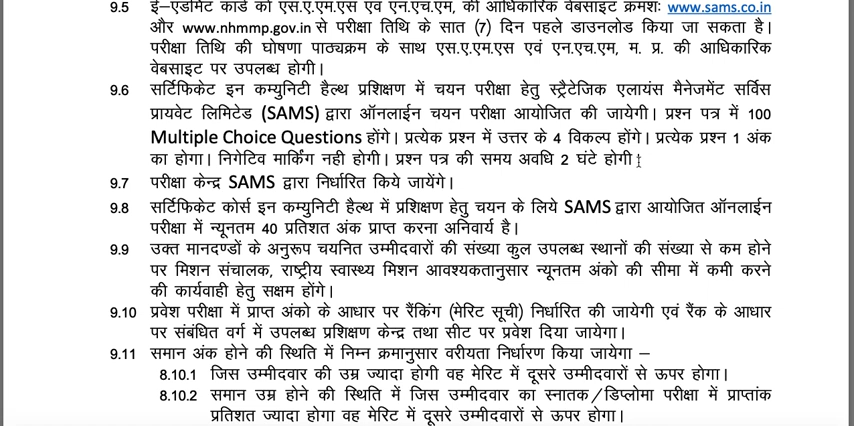 9.5 ई–एडमिट कार्ड को एस.ए.एम.एस एवं एन.एच.एम, की आधिकारिक वेबसाइट क्रमशः www.sams.co.in
और www.nhmmp.gov.in से परीक्षा तिथि के सात (7) दिन पहले डाउनलोड किया जा सकता है।
परीक्षा तिथि की घोषणा पाठ्यक्रम के साथ एस.ए.एम.एस एवं एन.एच.एम, म. प्र. की आधिकारिक
वेबसाइट पर उपलब्ध होगी।
9.6 सर्टिफिकेट इन कम्युनिटी हैल्थ प्रशिक्षण में चयन परीक्षा हेतु स्ट्रैटेजिक एलायंस मैनेजमेंट सर्विस
प्रायवेट लिमिटेड (SAMS) द्वारा ऑनलाईन चयन परीक्षा आयोजित की जायेगी। प्रश्न पत्र में 100
Multiple Choice Questions होंगे। प्रत्येक प्रश्न में उत्तर के 4 विकल्प होंगे। प्रत्येक प्रश्न 1 अंक
का होगा। निगेटिव मार्किंग नही होगी। प्रश्न पत्र की समय अवधि 2 घंटे होगी।
9.7 परीक्षा केन्द्र SAMS द्वारा निर्धारित किये जायेंगे।
9.8 सर्टिफिकेट कोर्स इन कम्युनिटी हैल्थ में प्रशिक्षण हेतु चयन के लिये SAMS द्वारा आयोजित ऑनलाईन
परीक्षा में न्यूनतम 40 प्रतिशत अंक प्राप्त करना अनिवार्य है।
9.9 उक्त मानदण्डों के अनुरूप चयनित उम्मीदवारों की संख्या कुल उपलब्ध स्थानों की संख्या से कम होने
पर मिशन संचालक, राष्ट्रीय स्वास्थ्य मिशन आवश्यकतानुसार न्यूनतम अंको की सीमा में कमी करने
की कार्यवाही हेतु सक्षम होंगे।
9.10 प्रवेश परीक्षा में प्राप्त अंको के आधार पर रैंकिंग (मेरिट सूची) निर्धारित की जायेगी एवं रैंक के आधार
पर संबंधित वर्ग में उपलब्ध प्रशिक्षण केन्द्र तथा सीट पर प्रवेश दिया जायेगा।
9.11 समान अंक होने की स्थिति में निम्न क्रमानुसार वरीयता निर्धारण किया जायेगा –
8.10.1 जिस उम्मीदवार की उम्र ज्यादा होगी वह मेरिट में दूसरे उम्मीदवारों से ऊपर होगा।
8.10.2 समान उम्र होने की स्थिति में जिस उम्मीदवार का स्नातक/डिप्लोमा परीक्षा में प्राप्तांक
प्रतिशत ज्यादा होगा वह मेरिट में दूसरे उम्मीदवारों से ऊपर होगा।